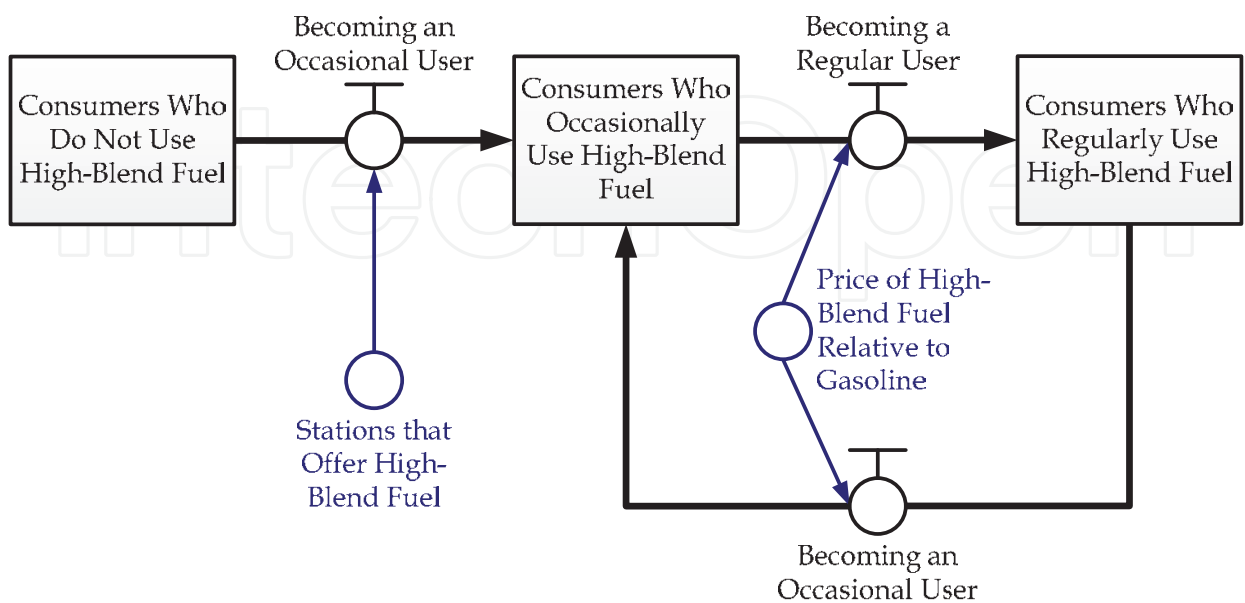 Becoming an
Occasional User
Becoming a
Regular User
Consumers Who
Do Not Use
High-Blend Fuel
Consumers Who
Occasionally
Use High-Blend
Fuel
Consumers Who
Regularly Use
High-Blend Fuel
IntechOpen
Price of High-
Blend Fuel
Relative to
Gasoline
Stations that
Offer High-
Blend Fuel
Becoming an
Occasional User